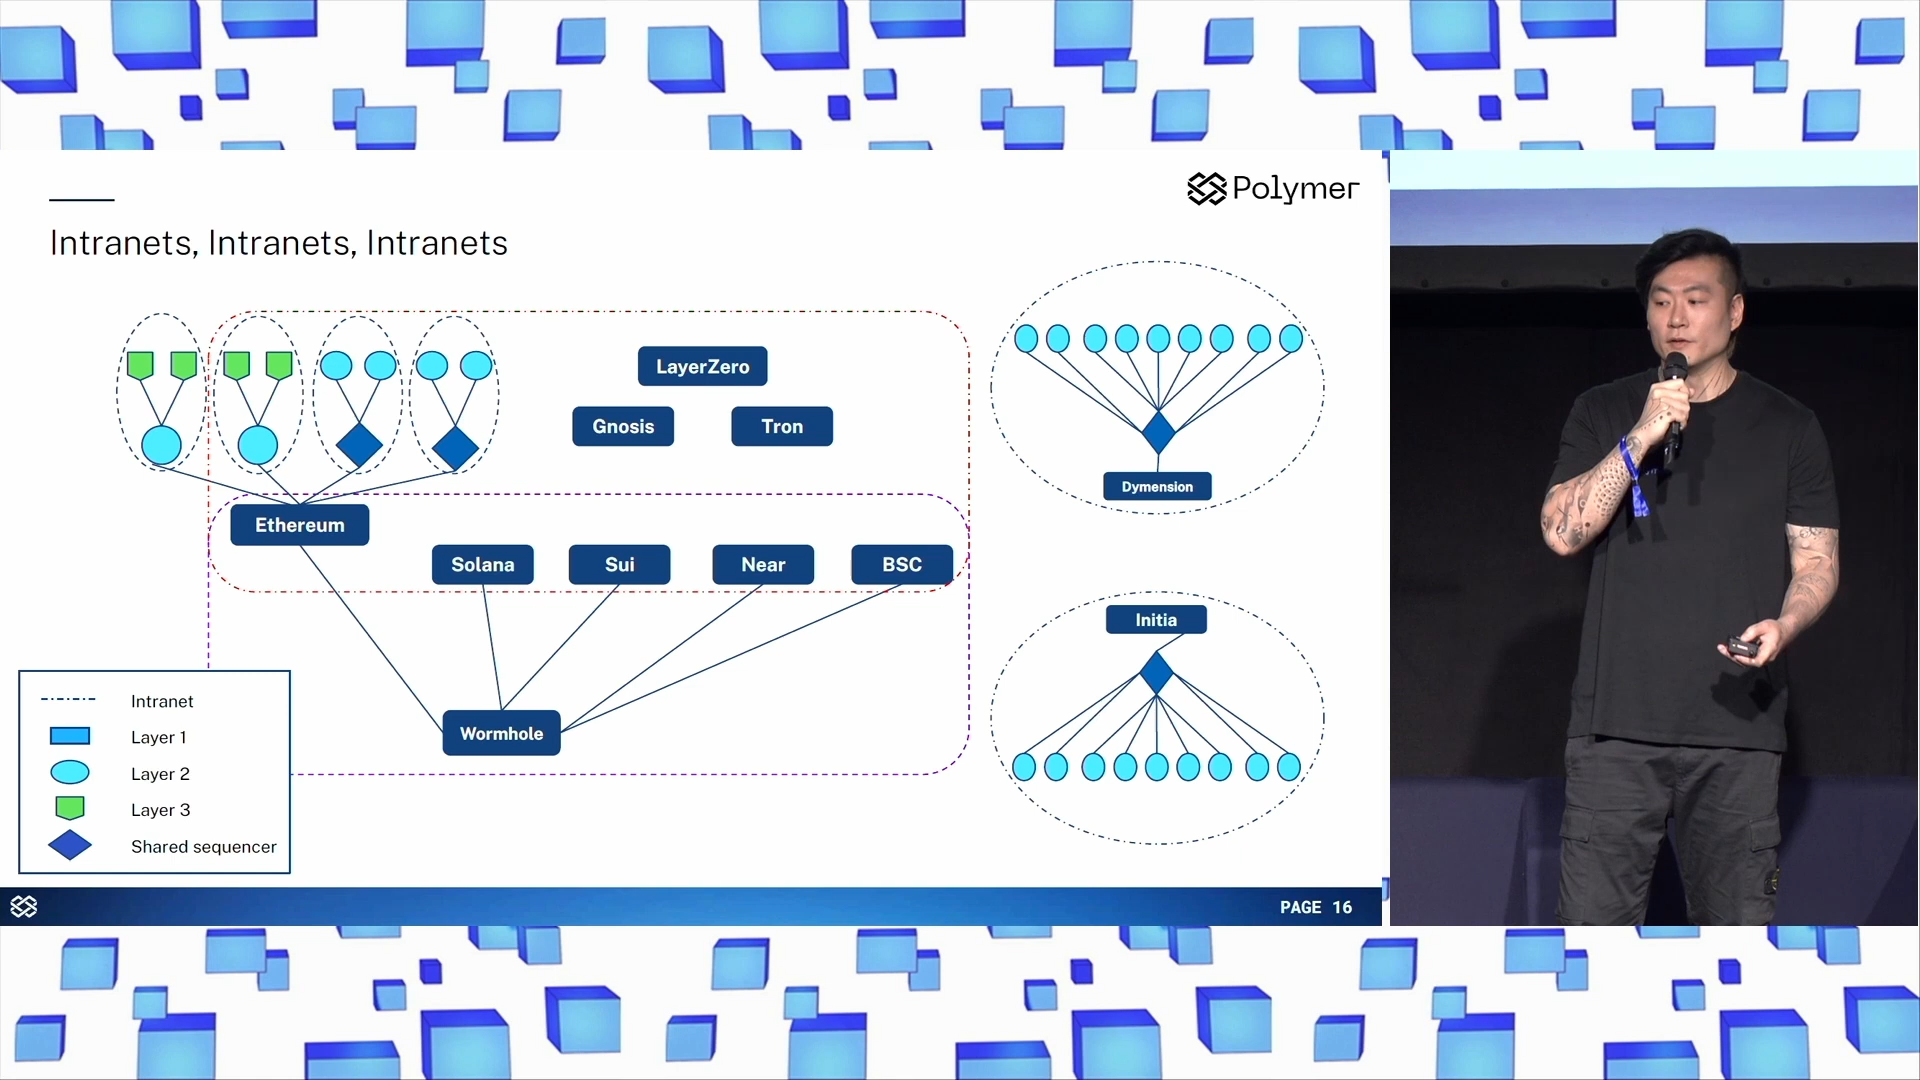 Polymer
Intranets, Intranets, Intranets
LayerZero
Gnosis
Tron
Dymension
Ethereum
Solana
Sui
Near
BSC
Initia
Wormhole
Intranet
Layer 1
Layer 2
Layer 3
Shared sequencer
PAGE 16